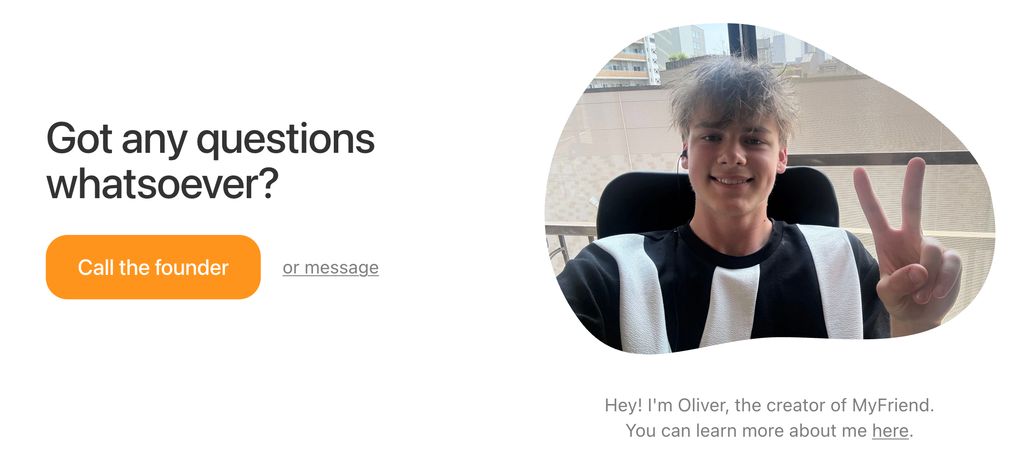 Got any questions
whatsoever?
Call the founder
or message
Hey! I'm Oliver, the creator of MyFriend.
You can learn more about me here.